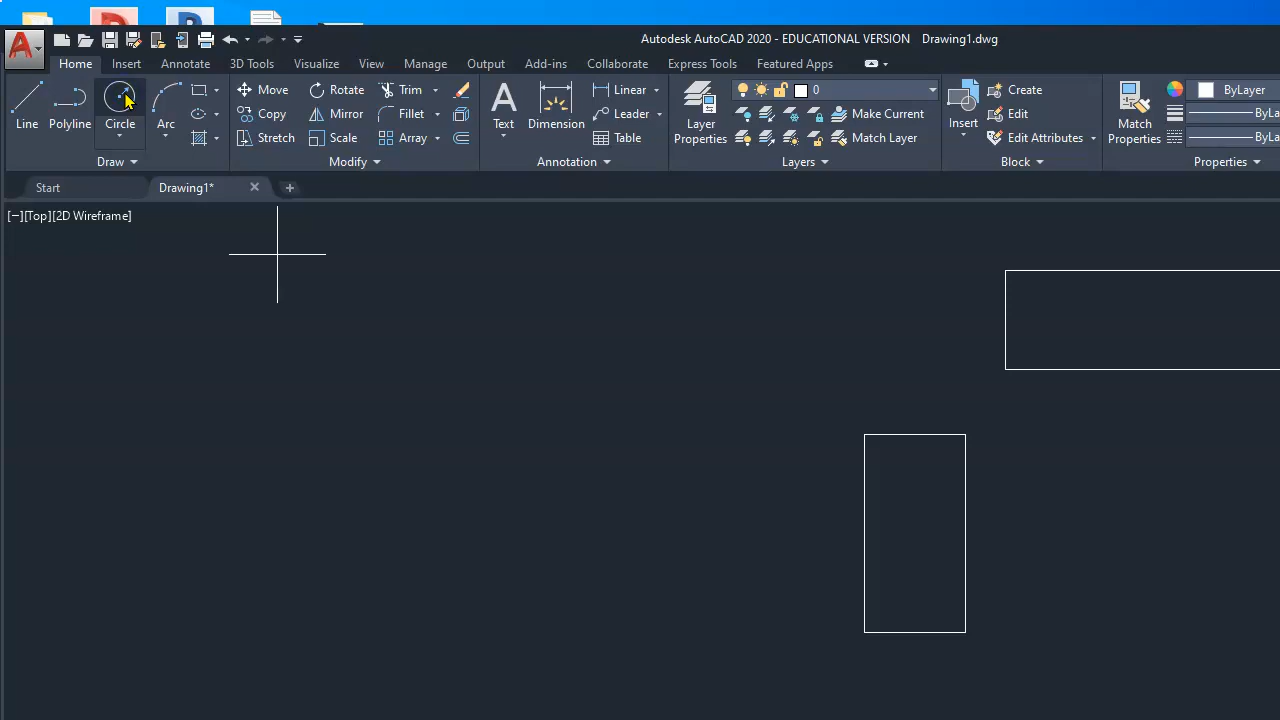 Autodesk AutoCAD 2020 - EDUCATIONAL VERSION Drawing1.dwg
Home Insert Annotate 3D Tools Visualize View Manage Output Add-ins Collaborate Express Tools Featured Apps
Line Polyline Circle Arc
Draw
Move Rotate Trim
Copy Mirror Fillet
Stretch Scale Array
Modify
Text Dimension
Linear
Leader
Table
Annotation
Layer Properties
0
Make Current
Match Layer
Layers
Insert
Create
Edit
Edit Attributes
Block
Match Properties
ByLayer
ByLa
ByLa
Properties
Start Drawing1*
[−][Top][2D Wireframe]